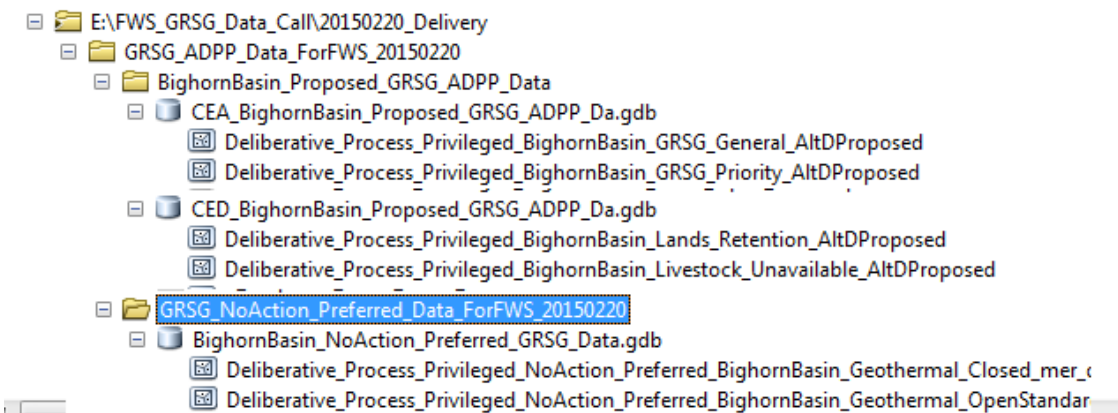 E:\FWS_GRSG_Data_Call\20150220_Delivery
GRSG_ADPP_Data_ForFWS_20150220
BighornBasin_Proposed_GRSG_ADPP_Data
CEA_BighornBasin_Proposed_GRSG_ADPP_Da.gdb
Deliberative_Process_Privileged_BighornBasin_GRSG_General_AltDProposed
Deliberative_Process_Privileged_BighornBasin_GRSG_Priority_AltDProposed
CED_BighornBasin_Proposed_GRSG_ADPP_Da.gdb
Deliberative_Process_Privileged_BighornBasin_Lands_Retention_AltDProposed
Deliberative_Process_Privileged_BighornBasin_Livestock_Unavailable_AltDProposed
GRSG_NoAction_Preferred_Data_ForFWS_20150220
BighornBasin_NoAction_Preferred_GRSG_Data.gdb
Deliberative_Process_Privileged_NoAction_Preferred_BighornBasin_Geothermal_Closed_mer_
Deliberative_Process_Privileged_NoAction_Preferred_BighornBasin_Geothermal_OpenStandar